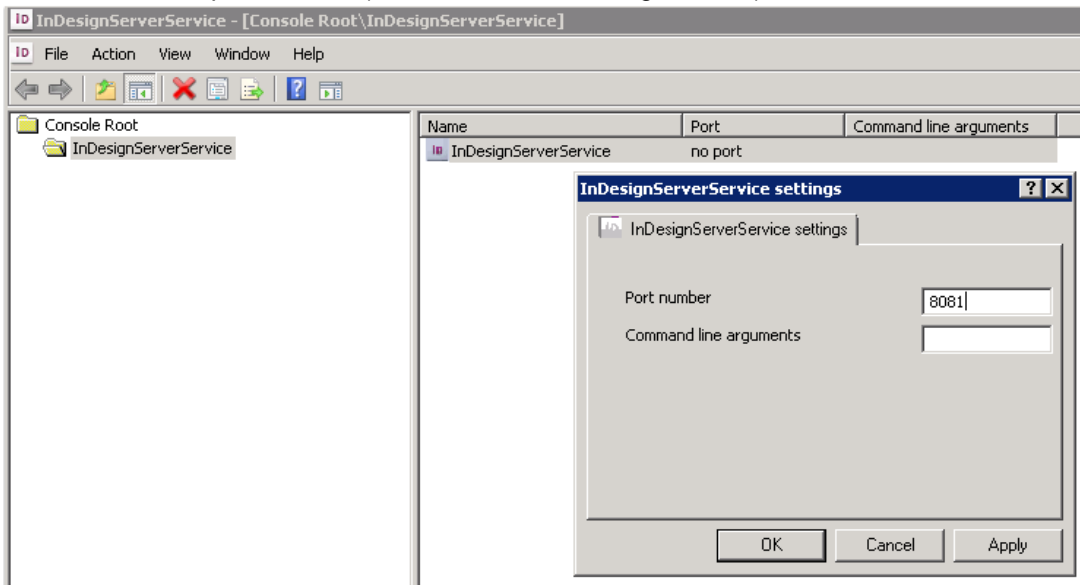 InDesignServerService - [Console Root\InDesignServerService]
File Action View Window Help
Console Root
InDesignServerService
Name Port Command line arguments
InDesignServerService no port
InDesignServerService settings
InDesignServerService settings
Port number 8081
Command line arguments
OK Cancel Apply